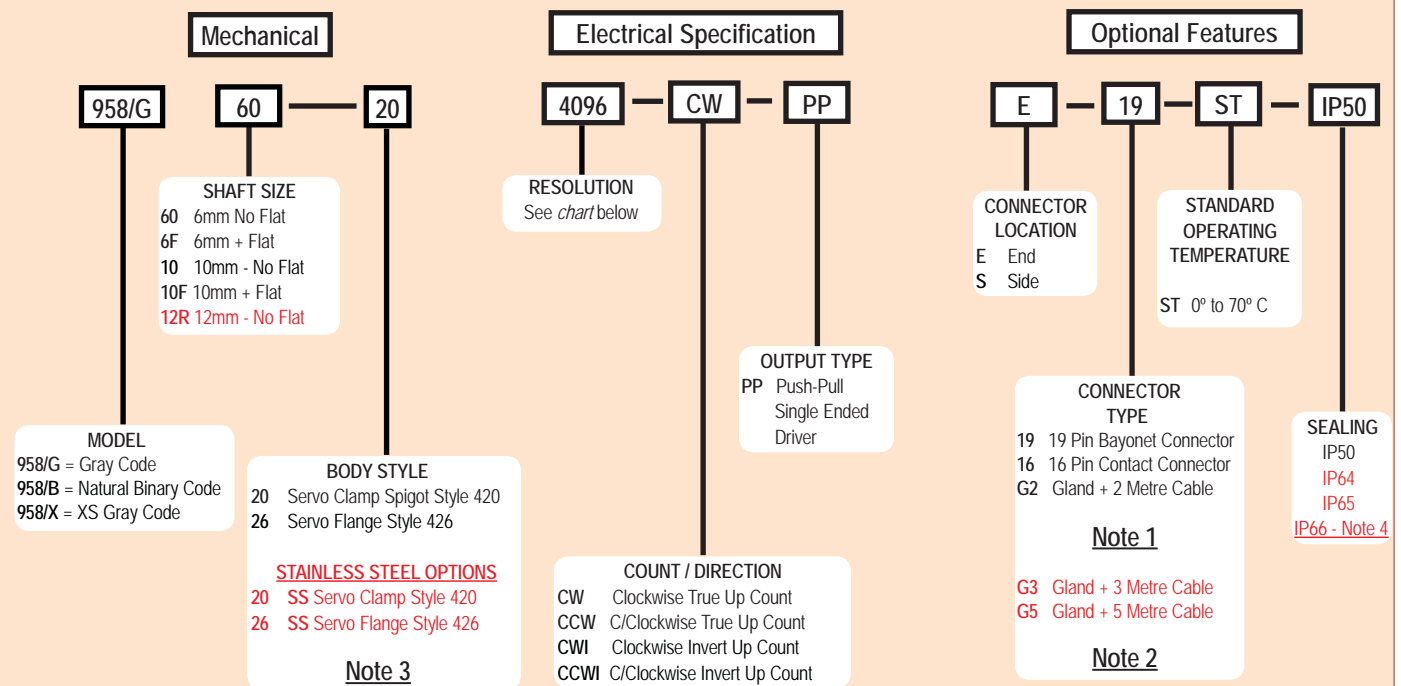 Mechanical
Electrical Specification
Optional Features
958/G
60
20
4096
CW
PP
E
19
ST
IP50
SHAFT SIZE
60 6mm No Flat
6F 6mm + Flat
10 10mm - No Flat
10F 10mm + Flat
12R 12mm - No Flat
RESOLUTION
See chart below
CONNECTOR
LOCATION
E End
S Side
STANDARD
OPERATING
TEMPERATURE
ST 0º to 70º C
OUTPUT TYPE
PP Push-Pull
Single Ended
Driver
MODEL
958/G = Gray Code
958/B = Natural Binary Code
958/X = XS Gray Code
BODY STYLE
20 Servo Clamp Spigot Style 420
26 Servo Flange Style 426
STAINLESS STEEL OPTIONS
20 SS Servo Clamp Style 420
26 SS Servo Flange Style 426
Note 3
COUNT / DIRECTION
CW Clockwise True Up Count
CCW C/Clockwise True Up Count
CWI Clockwise Invert Up Count
CCWI C/Clockwise Invert Up Count
CONNECTOR
TYPE
19 19 Pin Bayonet Connector
16 16 Pin Contact Connector
G2 Gland + 2 Metre Cable
Note 1
G3 Gland + 3 Metre Cable
G5 Gland + 5 Metre Cable
Note 2
SEALING
IP50
IP64
IP65
IP66 - Note 4